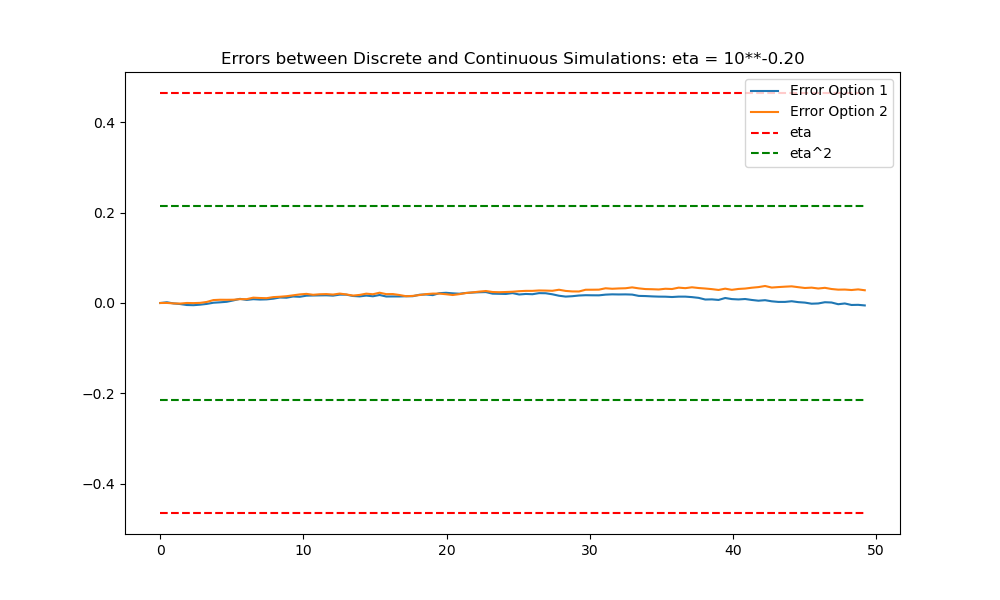 Errors between Discrete and Continuous Simulations: eta = 10**-0.20
Error Option 1
Error Option 2
eta
eta^2
0.4
0.2
0.0
−0.2
−0.4
0
10
20
30
40
50